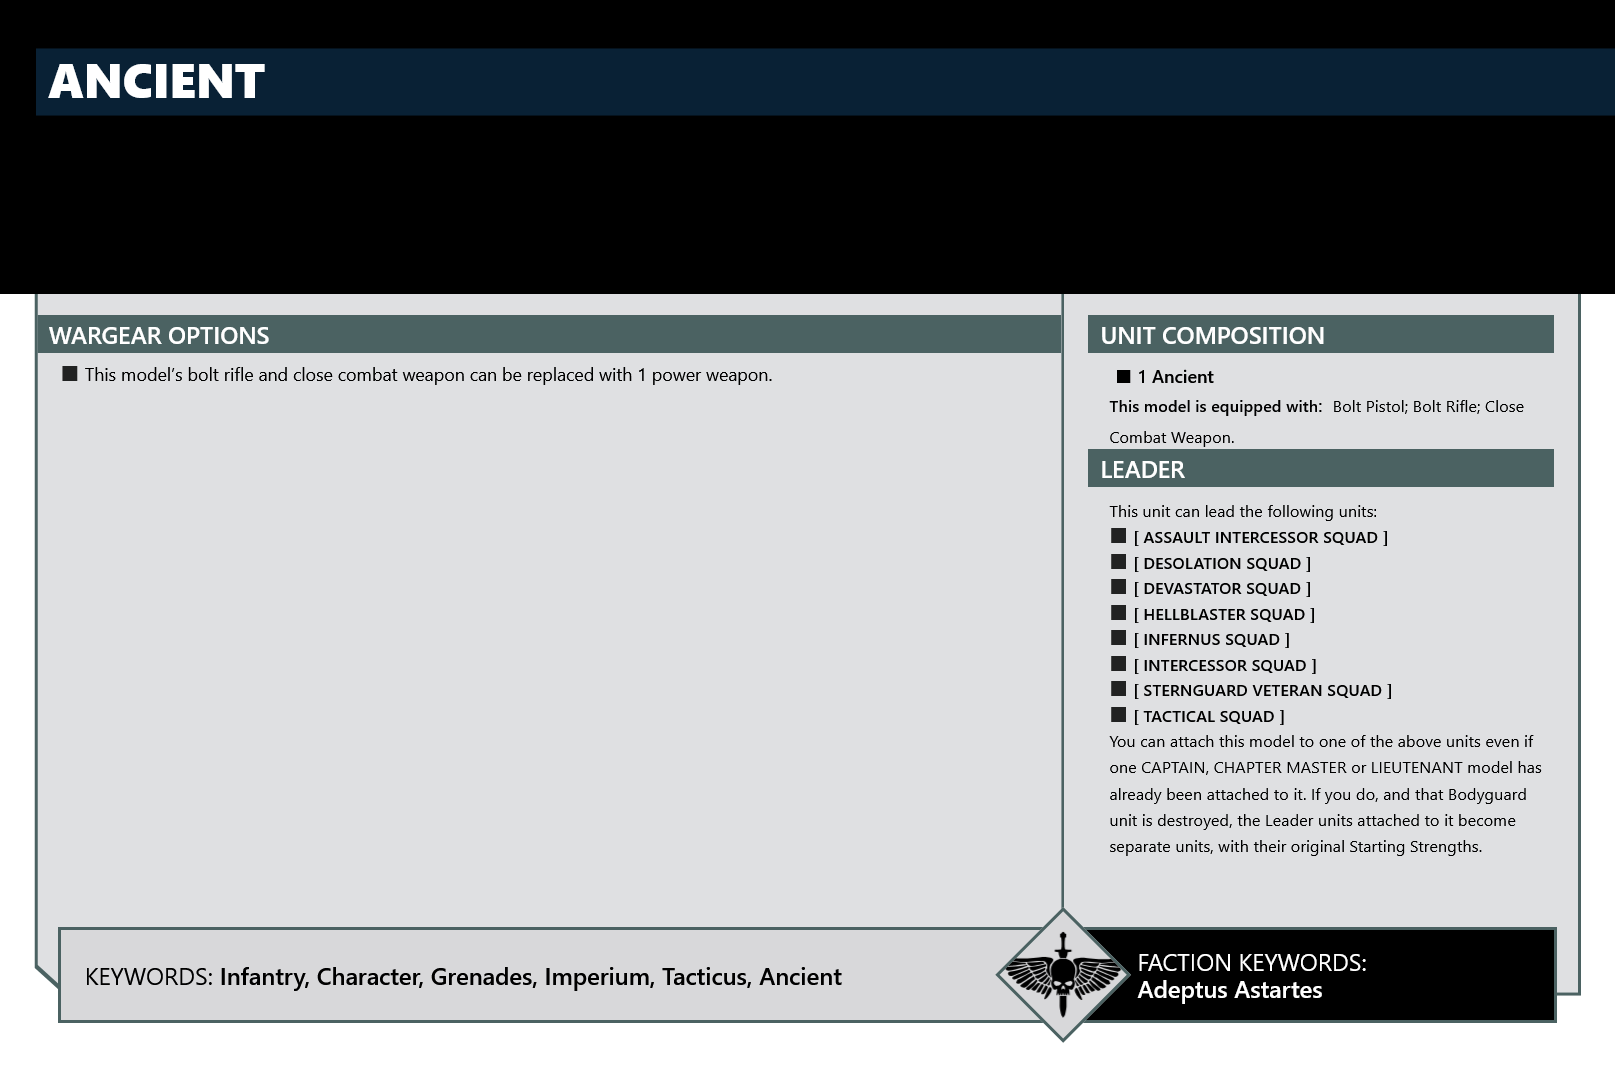 ANCIENT
WARGEAR OPTIONS
■ This model's bolt rifle and close combat weapon can be replaced with 1 power weapon.
UNIT COMPOSITION
■ 1 Ancient
This model is equipped with: Bolt Pistol; Bolt Rifle; Close
Combat Weapon.
LEADER
This unit can lead the following units:
■ [ ASSAULT INTERCESSOR SQUAD ]
■ [ DESOLATION SQUAD ]
■ [ DEVASTATOR SQUAD ]
■ [ HELLBLASTER SQUAD ]
■ [ INFERNUS SQUAD ]
■ [ INTERCESSOR SQUAD ]
■ [ STERNGUARD VETERAN SQUAD ]
■ [ TACTICAL SQUAD ]
You can attach this model to one of the above units even if
one CAPTAIN, CHAPTER MASTER or LIEUTENANT model has
already been attached to it. If you do, and that Bodyguard
unit is destroyed, the Leader units attached to it become
separate units, with their original Starting Strengths.
KEYWORDS: Infantry, Character, Grenades, Imperium, Tacticus, Ancient
FACTION KEYWORDS:
Adeptus Astartes